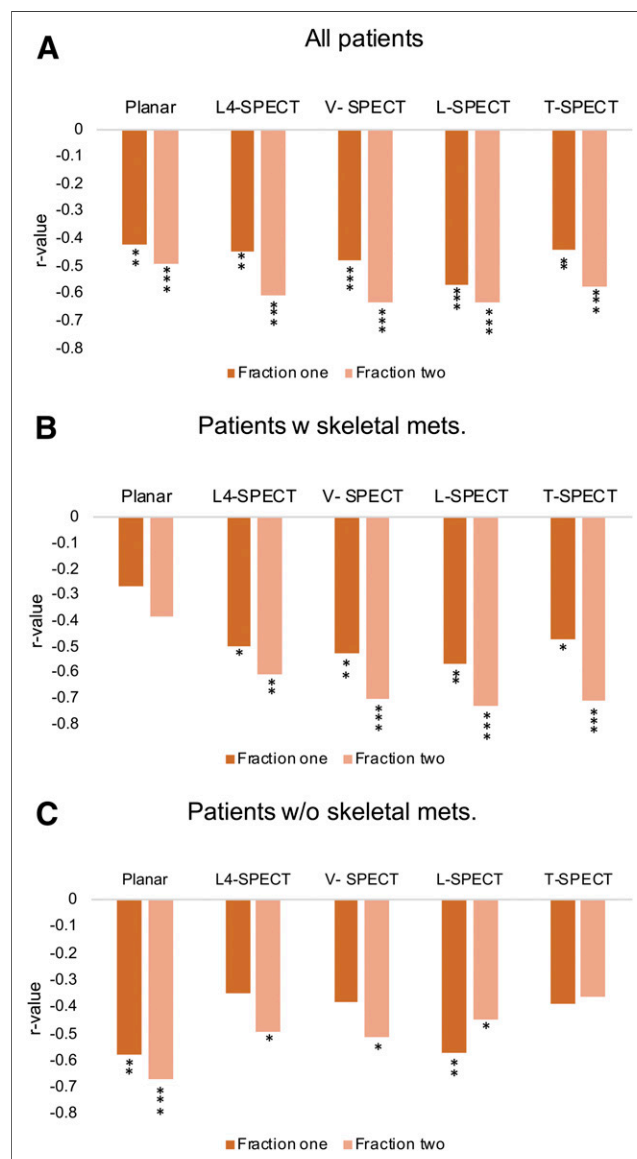 A
All patients
Planar L4-SPECT V- SPECT L-SPECT T-SPECT
0
-0.1
-0.2
-0.3
-0.4
-0.5
-0.6
-0.7
-0.8
r-value
** *** ** *** *** *** *** *** ** ***
Fraction one Fraction two
B
Patients w skeletal mets.
Planar L4-SPECT V- SPECT L-SPECT T-SPECT
0
-0.1
-0.2
-0.3
-0.4
-0.5
-0.6
-0.7
-0.8
r-value
* ** ** *** ** *** * ***
Fraction one Fraction two
C
Patients w/o skeletal mets.
Planar L4-SPECT V- SPECT L-SPECT T-SPECT
0
-0.1
-0.2
-0.3
-0.4
-0.5
-0.6
-0.7
-0.8
r-value
** *** * * ** *
Fraction one Fraction two